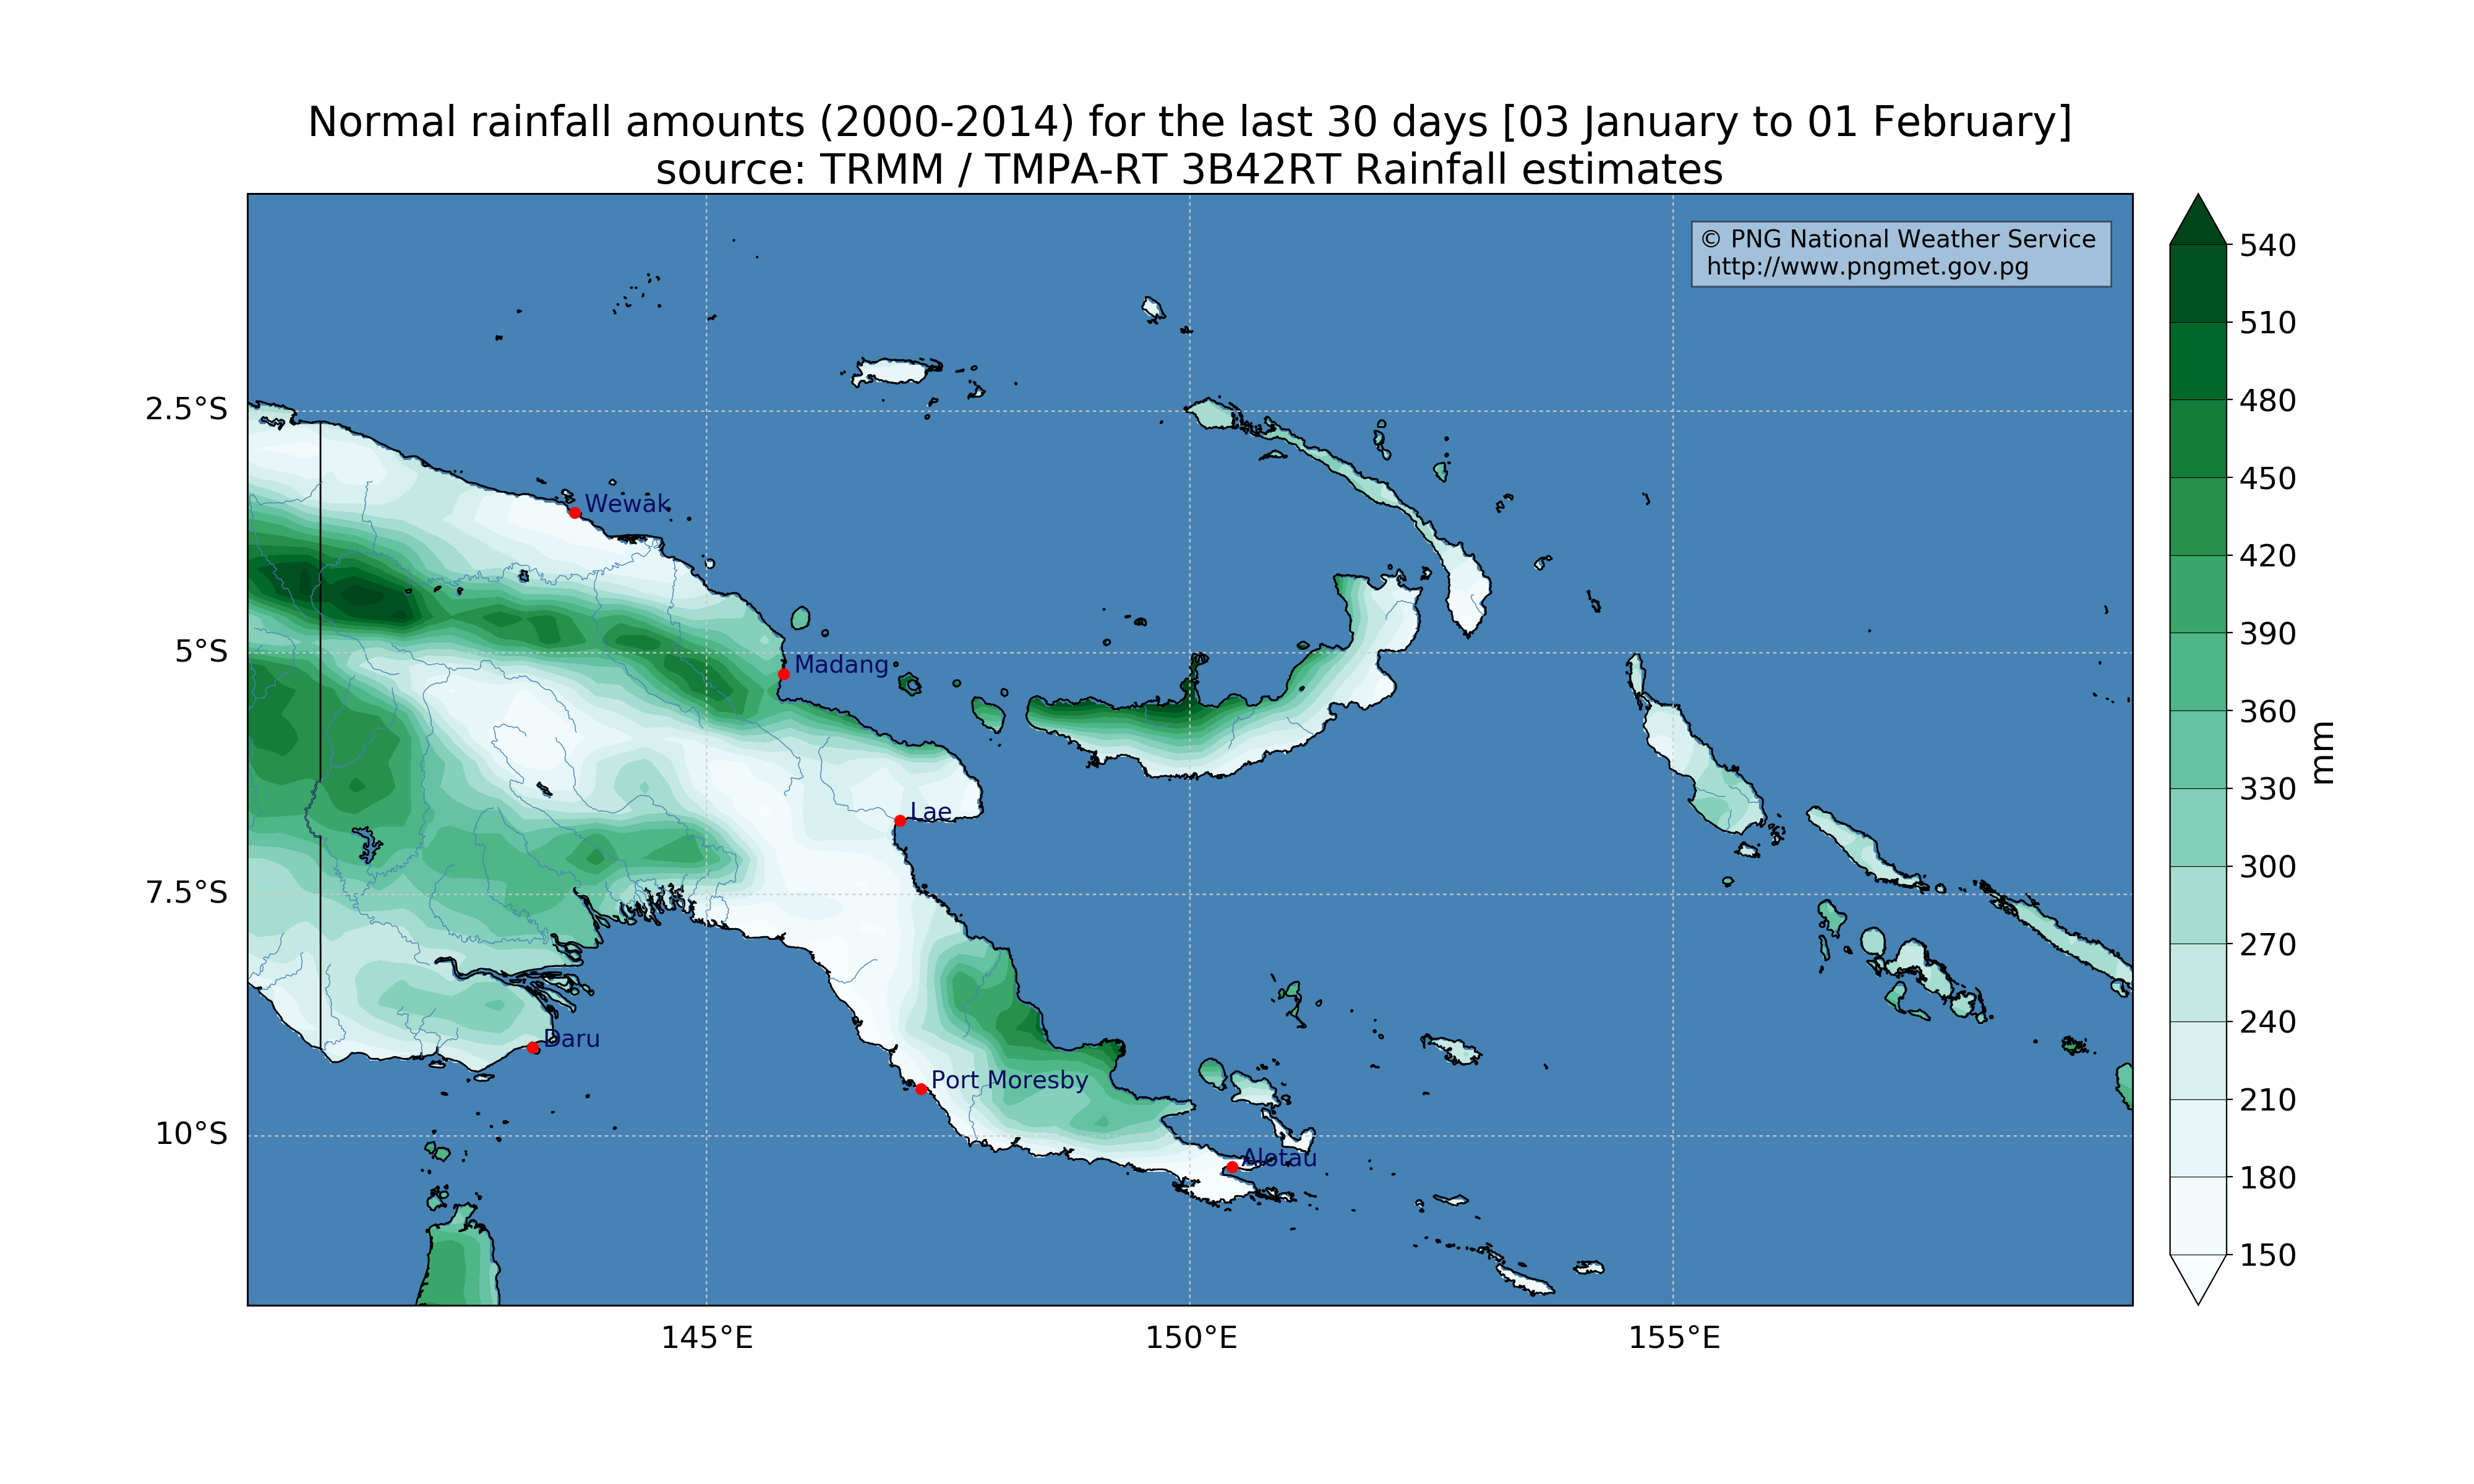 Normal rainfall amounts (2000-2014) for the last 30 days [03 January to 01 February]
source: TRMM / TMPA-RT 3B42RT Rainfall estimates
© PNG National Weather Service
http://www.pngmet.gov.pg
540
510
480
450
420
390
360
330
300
270
240
210
180
150
mm
2.5°S
5°S
7.5°S
10°S
Wewak
Madang
Lae
Daru
Port Moresby
Alotau
145°E
150°E
155°E